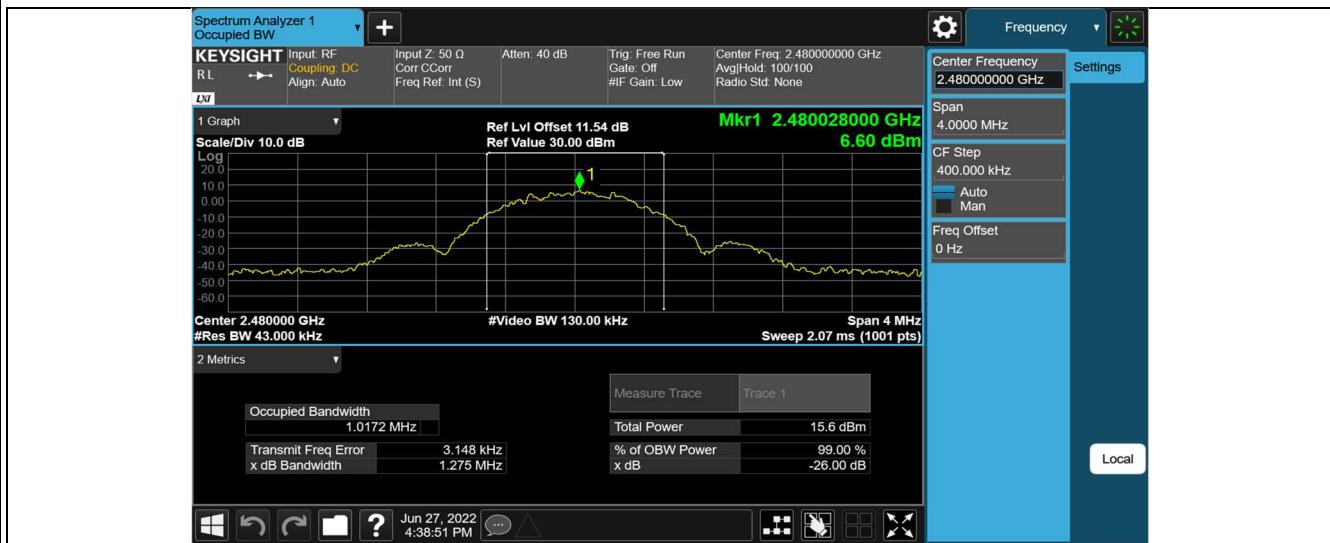 Spectrum Analyzer 1
Occupied BW
+
Frequency
KEYSIGHT
R L
LXI
Input: RF
Coupling: DC
Align: Auto
Input Z: 50 Ω
Corr CCorr
Freq Ref: Int (S)
Atten: 40 dB
Trig: Free Run
Gate: Off
#IF Gain: Low
Center Freq: 2.480000000 GHz
Avg|Hold: 100/100
Radio Std: None
Center Frequency
2.480000000 GHz
Settings
Span
4.0000 MHz
CF Step
400.000 kHz
Auto
Man
Freq Offset
0 Hz
Local
1 Graph
Scale/Div 10.0 dB
Ref Lvl Offset 11.54 dB
Ref Value 30.00 dBm
Mkr1 2.480028000 GHz
6.60 dBm
Log
20.0
10.0
0.00
-10.0
-20.0
-30.0
-40.0
-50.0
-60.0
1
Center 2.480000 GHz
#Video BW 130.00 kHz
Span 4 MHz
#Res BW 43.000 kHz
Sweep 2.07 ms (1001 pts)
2 Metrics
Measure Trace Trace 1
Occupied Bandwidth
1.0172 MHz
Total Power 15.6 dBm
Transmit Freq Error 3.148 kHz
% of OBW Power 99.00 %
x dB Bandwidth 1.275 MHz
x dB -26.00 dB
?
Jun 27, 2022
4:38:51 PM